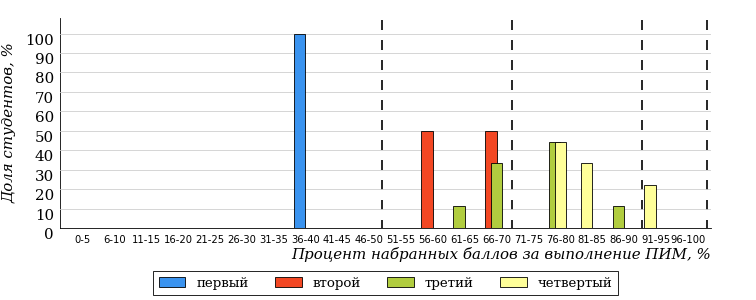 Доля студентов, %
100
90
80
70
60
50
40
30
20
10
0
0-5 6-10 11-15 16-20 21-25 26-30 31-35 36-40 41-45 46-50 51-55 56-60 61-65 66-70 71-75 76-80 81-85 86-90 91-95 96-100
Процент набранных баллов за выполнение ПИМ, %
первый второй третий четвертый